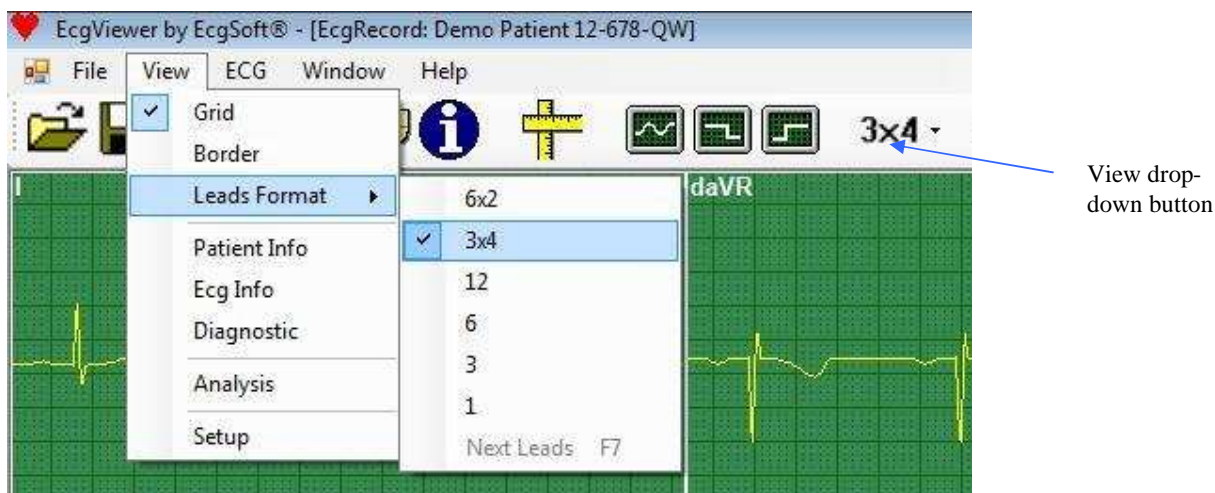 EcgViewer by EcgSoft® - [EcgRecord: Demo Patient 12-678-QW]
File View ECG Window Help
3x4
Grid
Border
Leads Format
Patient Info
Ecg Info
Diagnostic
Analysis
Setup
6x2
3x4
12
6
3
1
Next Leads F7
I
daVR
View drop-
down button